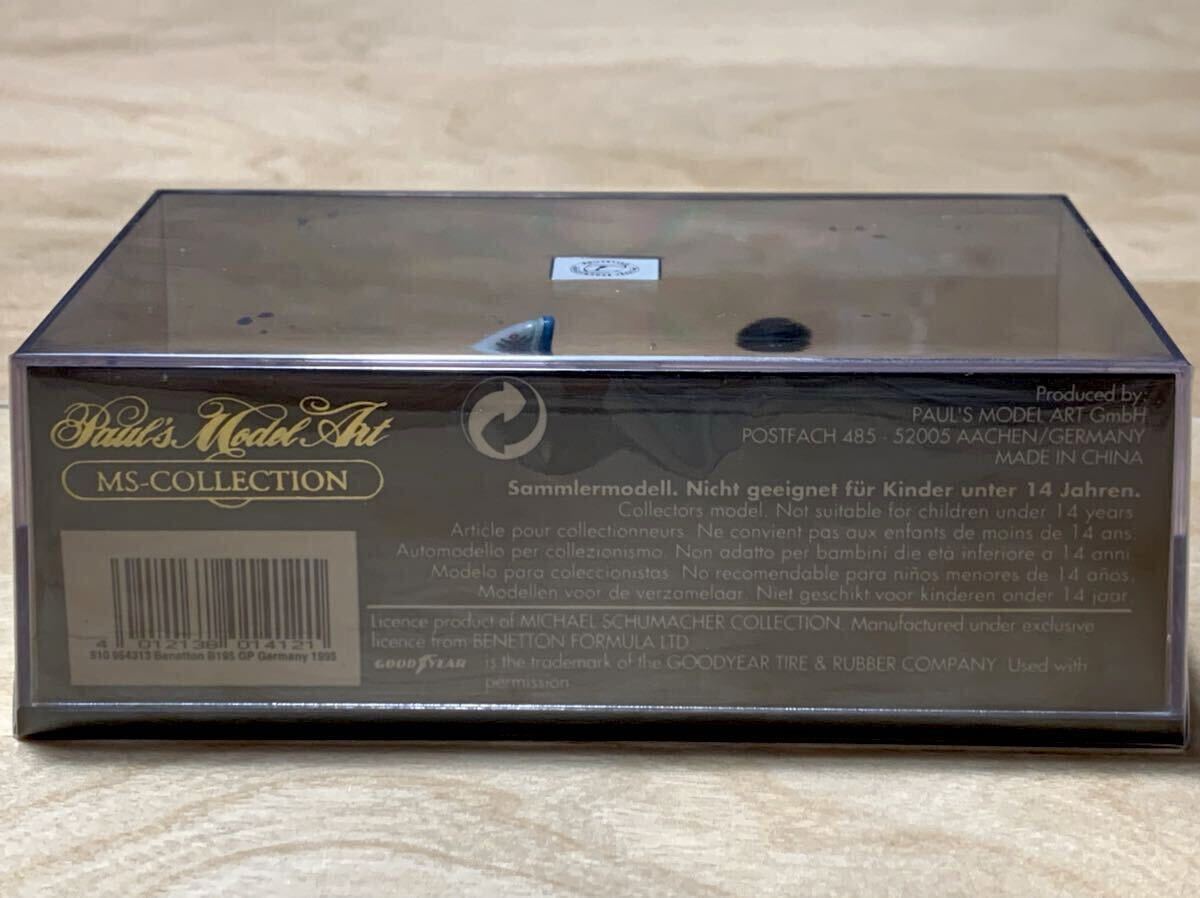 Paul's Model Art
MS-COLLECTION
4 012138 014121
510 954313 Benetton B195 GP Germany 1995
Produced by:
PAUL'S MODEL ART GmbH
POSTFACH 485 · 52005 AACHEN/GERMANY
MADE IN CHINA
Sammlermodell. Nicht geeignet für Kinder unter 14 Jahren.
Collectors model. Not suitable for children under 14 years
Article pour collectionneurs. Ne convient pas aux enfants de moins de 14 ans.
Automodello per collezionismo. Non adatto per bambini die età inferiore a 14 anni.
Modelo para coleccionistas. No recomendable para niños menores de 14 años.
Modellen voor de verzamelaar. Niet geschikt voor kinderen onder 14 jaar.
Licence product of MICHAEL SCHUMACHER COLLECTION. Manufactured under exclusive
licence from BENETTON FORMULA LTD
GOODYEAR is the trademark of the GOODYEAR TIRE & RUBBER COMPANY. Used with
permission